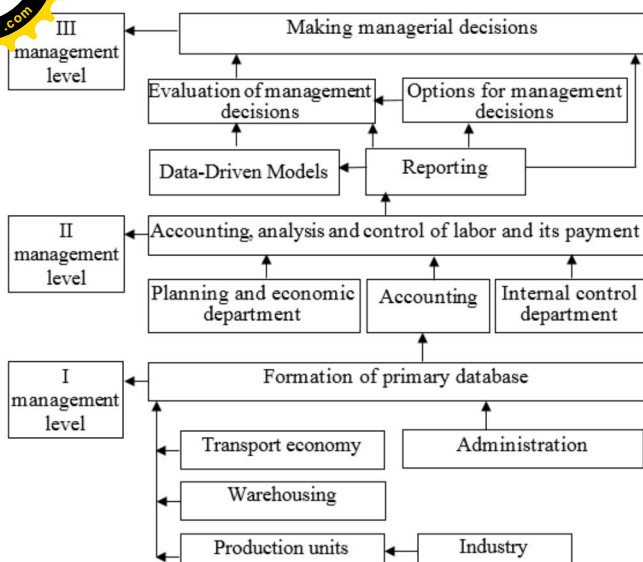 .com
III
management
level
Making managerial decisions
Evaluation of management
decisions
Options for management
decisions
Data-Driven Models
Reporting
II
management
level
Accounting, analysis and control of labor and its payment
Planning and economic
department
Accounting
Internal control
department
I
management
level
Formation of primary database
Transport economy
Administration
Warehousing
Production units
Industry